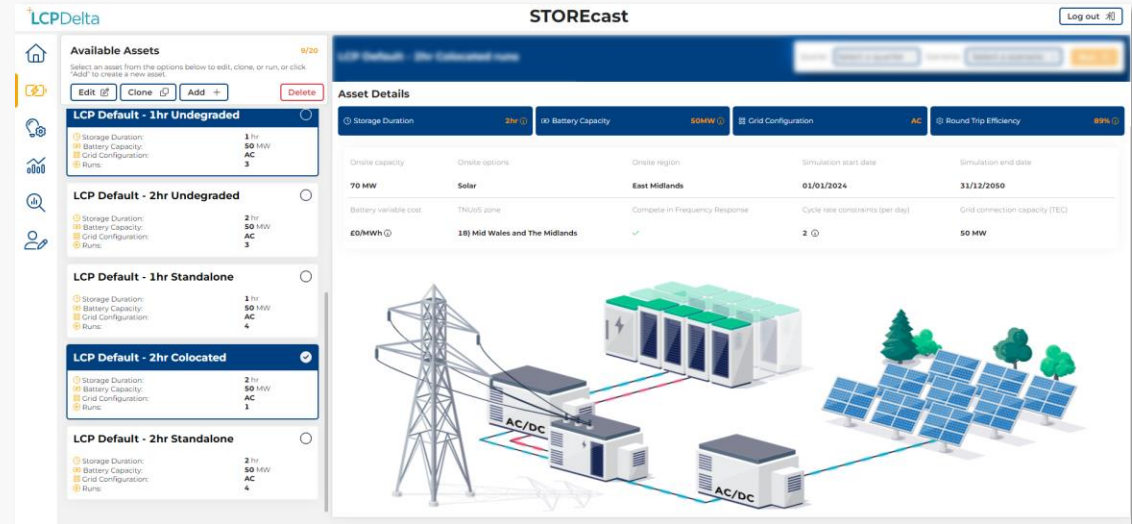 LCPDelta
STOREcast
Log out
Available Assets
9/20
Select an asset from the options below to edit, clone, or run, or click
"Add" to create a new asset.
Edit
Clone
Add +
Delete
LCP Default - 1hr Undegraded
Storage Duration: 1 hr
Battery Capacity: 50 MW
Grid Configuration: AC
Runs: 3
LCP Default - 2hr Undegraded
Storage Duration: 2 hr
Battery Capacity: 50 MW
Grid Configuration: AC
Runs: 3
LCP Default - 1hr Standalone
Storage Duration: 1 hr
Battery Capacity: 50 MW
Grid Configuration: AC
Runs: 4
LCP Default - 2hr Colocated
Storage Duration: 2 hr
Battery Capacity: 50 MW
Grid Configuration: AC
Runs: 1
LCP Default - 2hr Standalone
Storage Duration: 2 hr
Battery Capacity: 50 MW
Grid Configuration: AC
Runs: 4
LCP Default - 2hr Colocated runs
Asset Details
Storage Duration 2hr
Battery Capacity 50MW
Grid Configuration AC
Round Trip Efficiency 89%
Onsite capacity
Onsite options
Onsite region
Simulation start date
Simulation end date
70 MW
Solar
East Midlands
01/01/2024
31/12/2050
Battery variable cost
TNUoS zone
Compete in Frequency Response
Cycle rate constraints (per day)
Grid connection capacity (TEC)
£0/MWh
18) Mid Wales and The Midlands
2
50 MW
AC/DC
AC/DC